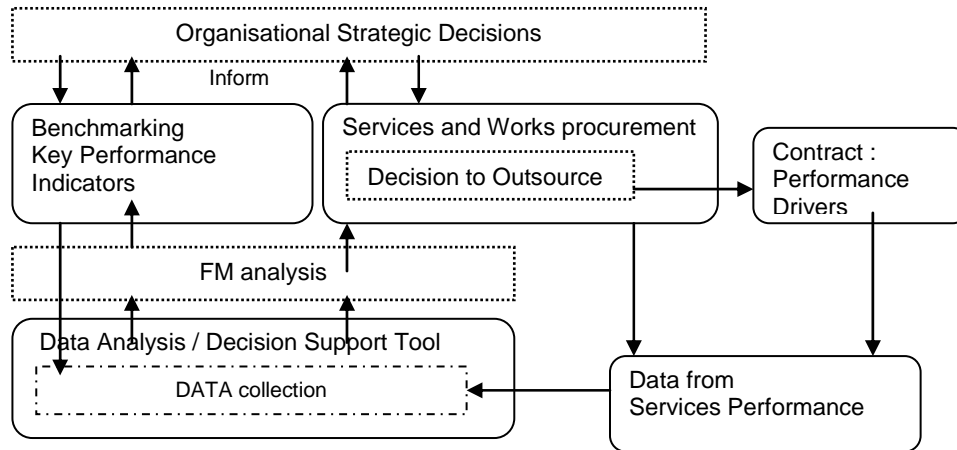 Organisational Strategic Decisions
Inform
Benchmarking
Key Performance
Indicators
Services and Works procurement
Decision to Outsource
Contract :
Performance
Drivers
FM analysis
Data Analysis / Decision Support Tool
DATA collection
Data from
Services Performance